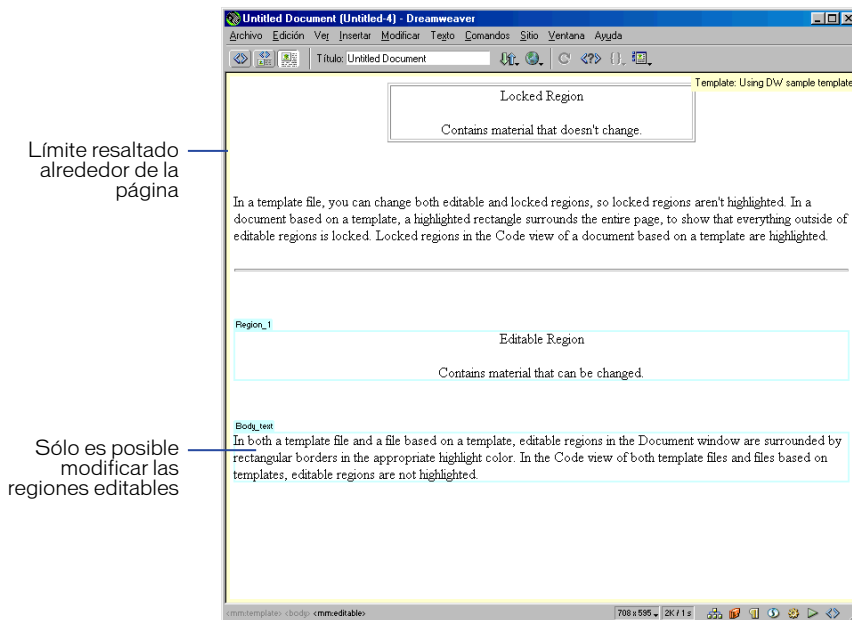 Untitled Document (Untitled-4) - Dreamweaver
Archivo Edición Ver Insertar Modificar Texto Comandos Sitio Ventana Ayuda
Título: Untitled Document
Template: Using DW sample template
Locked Region
Contains material that doesn't change.
Límite resaltado
alrededor de la
página
In a template file, you can change both editable and locked regions, so locked regions aren't highlighted. In a
document based on a template, a highlighted rectangle surrounds the entire page, to show that everything outside of
editable regions is locked. Locked regions in the Code view of a document based on a template are highlighted.
Region_1
Editable Region
Contains material that can be changed.
Body_text
Sólo es posible
modificar las
regiones editables
In both a template file and a file based on a template, editable regions in the Document window are surrounded by
rectangular borders in the appropriate highlight color. In the Code view of both template files and files based on
templates, editable regions are not highlighted.
<mm:template> <body> <mm:editable>
708 x 595 2K / 1 s